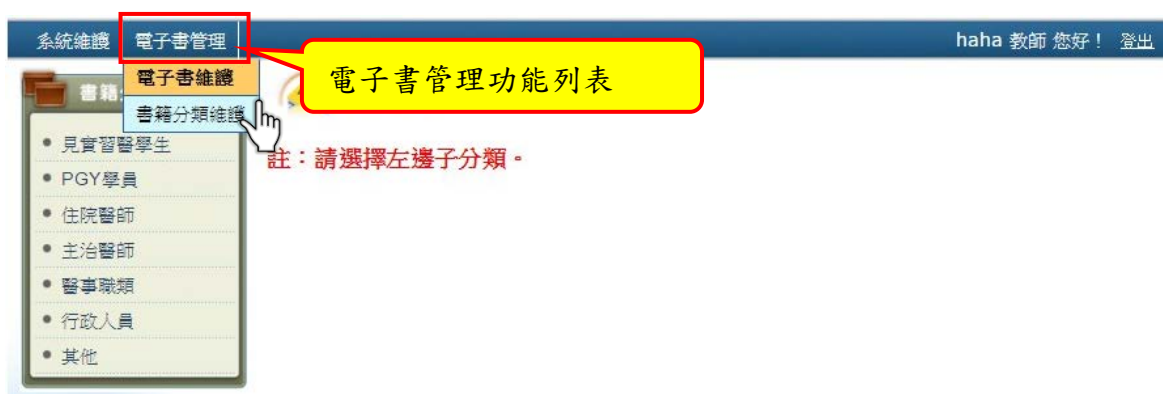 系統維護 電子書管理 haha 教師 您好！ 登出
電子書維護
書籍分類維護
電子書管理功能列表
書籍
註：請選擇左邊子分類。
見實習醫學生
PGY學員
住院醫師
主治醫師
醫事職類
行政人員
其他